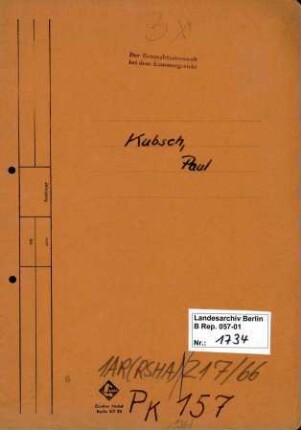 3x
Der Generalstaatsanwalt
bei dem Kammergericht
Kubsch,
Paul
Landesarchiv Berlin
B Rep. 057-01
Nr.: 1734
1AR(RSHA) 217/66
PK 157